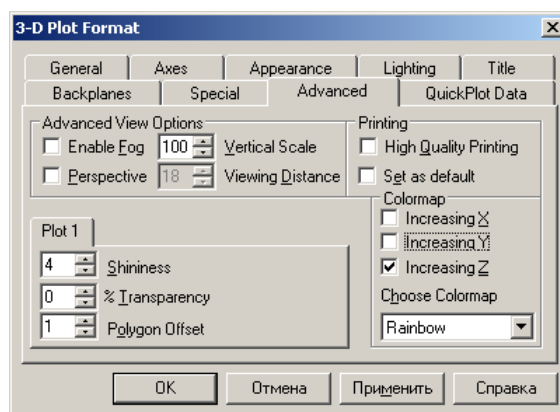 3-D Plot Format
General Axes Appearance Lighting Title
Backplanes Special Advanced QuickPlot Data
Advanced View Options
Enable Fog 100 Vertical Scale
Perspective 18 Viewing Distance
Printing
High Quality Printing
Set as default
Colormap
Increasing X
Increasing Y
Increasing Z
Choose Colormap
Rainbow
Plot 1
4 Shininess
0 % Transparency
1 Polygon Offset
OK Отмена Применить Справка